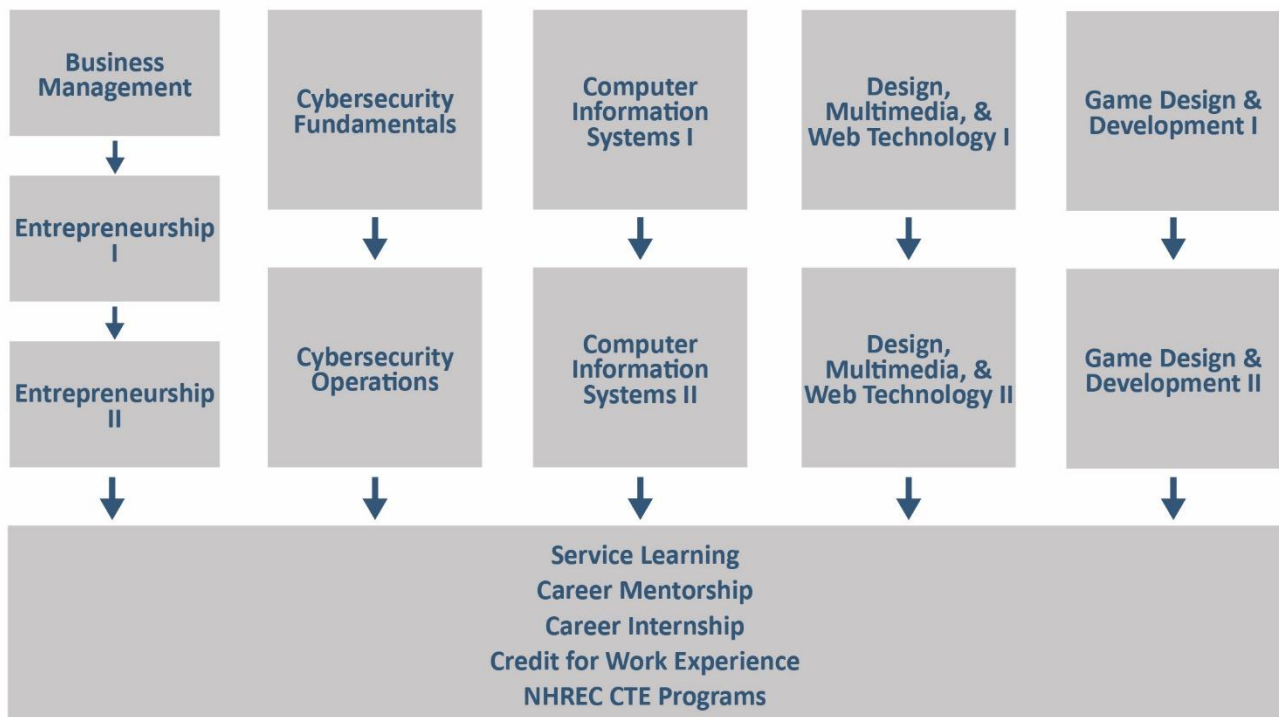 Business
Management
Entrepreneurship
I
Entrepreneurship
II
Cybersecurity
Fundamentals
Cybersecurity
Operations
Computer
Information
Systems I
Computer
Information
Systems II
Design,
Multimedia, &
Web Technology I
Design,
Multimedia, &
Web Technology II
Game Design &
Development I
Game Design &
Development II
Service Learning
Career Mentorship
Career Internship
Credit for Work Experience
NHREC CTE Programs